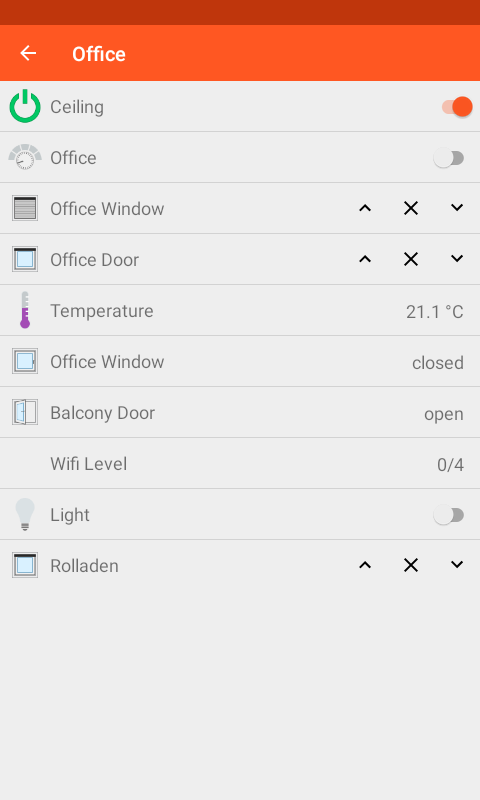 Office
Ceiling
Office
Office Window
Office Door
Temperature 21.1 °C
Office Window closed
Balcony Door open
Wifi Level 0/4
Light
Rolladen